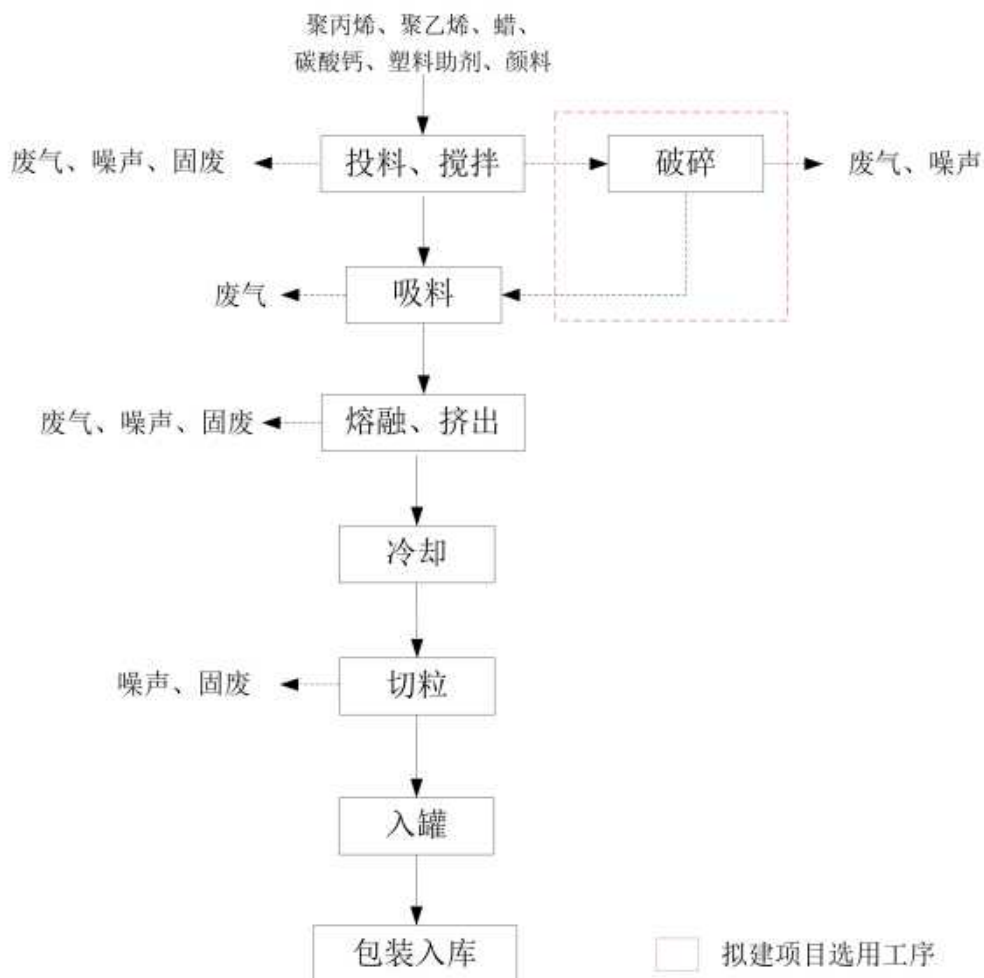 聚丙烯、聚乙烯、蜡、
碳酸钙、塑料助剂、颜料
废气、噪声、固废
投料、搅拌
破碎
废气、噪声
废气
吸料
废气、噪声、固废
熔融、挤出
冷却
噪声、固废
切粒
入罐
包装入库
拟建项目选用工序